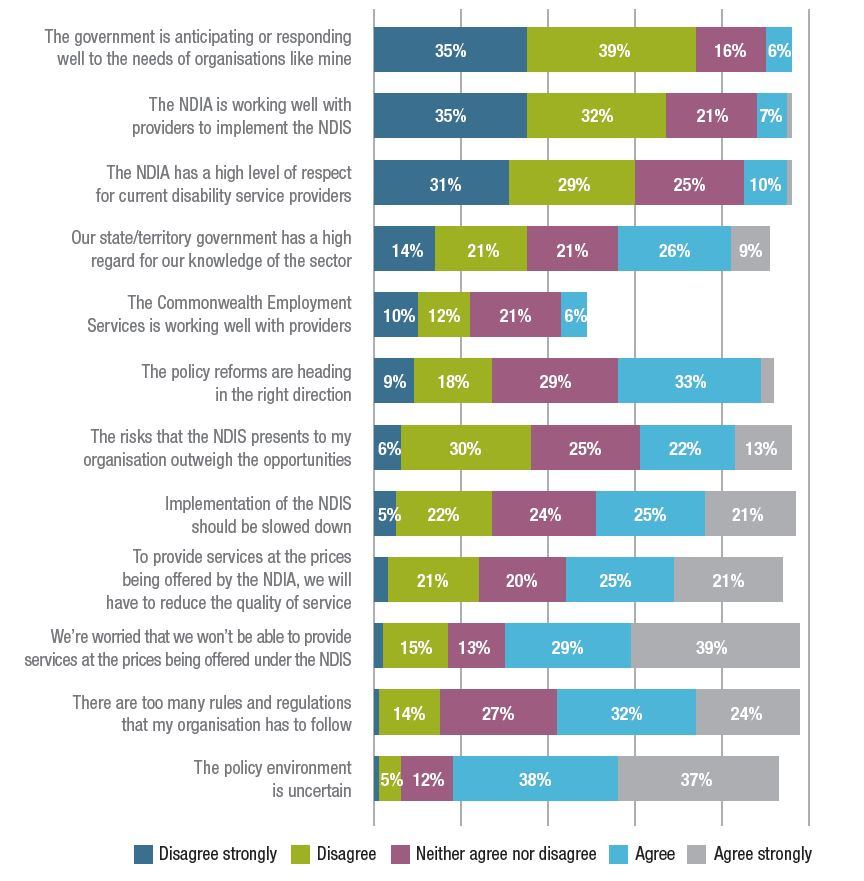 The government is anticipating or responding
well to the needs of organisations like mine
35% 39% 16% 6%
The NDIA is working well with
providers to implement the NDIS
35% 32% 21% 7%
The NDIA has a high level of respect
for current disability service providers
31% 29% 25% 10%
Our state/territory government has a high
regard for our knowledge of the sector
14% 21% 21% 26% 9%
The Commonwealth Employment
Services is working well with providers
10% 12% 21% 6%
The policy reforms are heading
in the right direction
9% 18% 29% 33%
The risks that the NDIS presents to my
organisation outweigh the opportunities
6% 30% 25% 22% 13%
Implementation of the NDIS
should be slowed down
5% 22% 24% 25% 21%
To provide services at the prices
being offered by the NDIA, we will
have to reduce the quality of service
21% 20% 25% 21%
We’re worried that we won’t be able to provide
services at the prices being offered under the NDIS
15% 13% 29% 39%
There are too many rules and regulations
that my organisation has to follow
14% 27% 32% 24%
The policy environment
is uncertain
5% 12% 38% 37%
Disagree strongly Disagree Neither agree nor disagree Agree Agree strongly